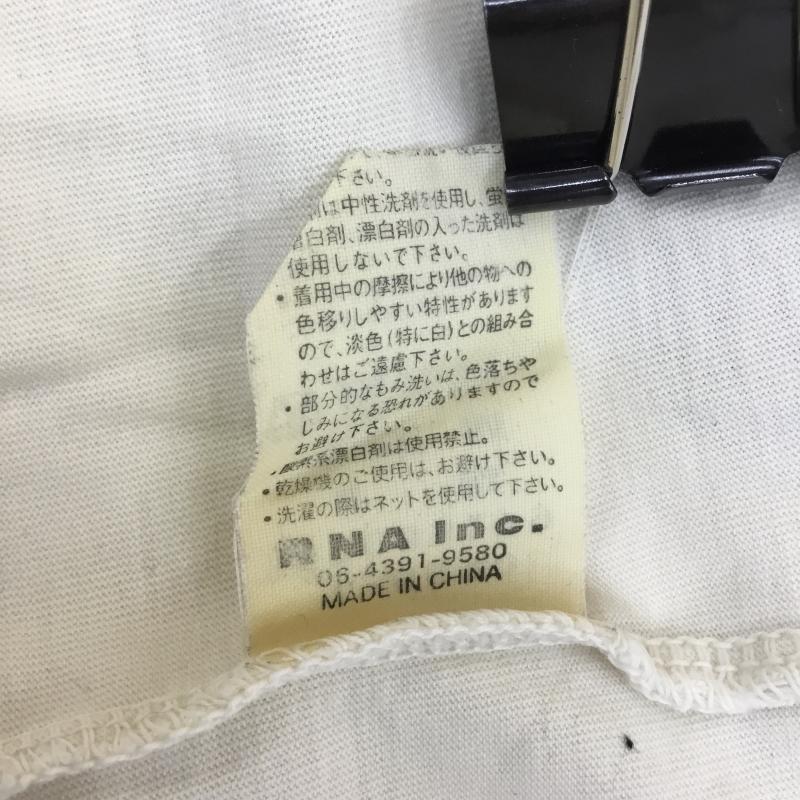 下さい。
剤は中性洗剤を使用し、蛍
増白剤、漂白剤の入った洗剤は
使用しないで下さい。
・着用中の摩擦により他の物への
色移りしやすい特性があります
ので、淡色(特に白)との組み合
わせはご遠慮下さい。
・部分的なもみ洗いは、色落ちや
しみになる恐れがありますので
お避け下さい。
・酸素系漂白剤は使用禁止。
・乾燥機のご使用は、お避け下さい。
・洗濯の際はネットを使用して下さい。
RNA Inc.
06-4391-9580
MADE IN CHINA